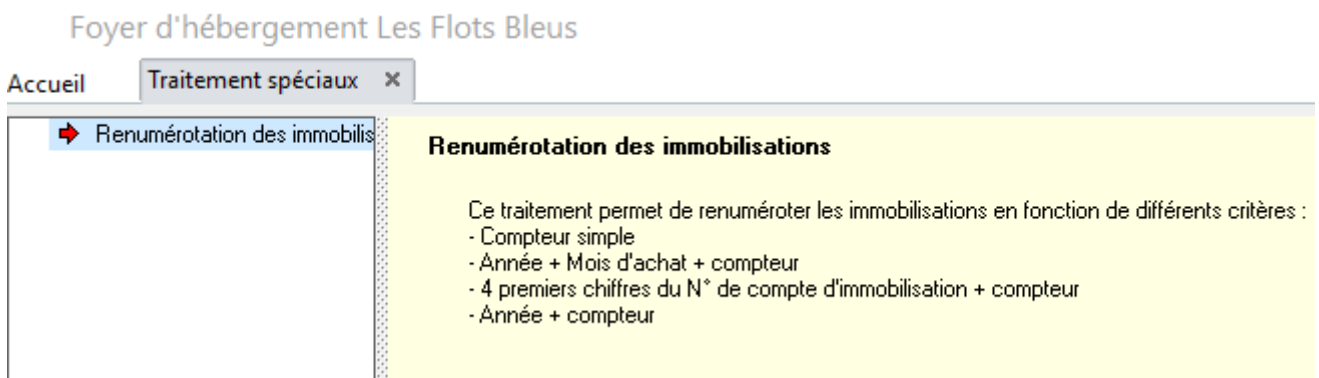 Foyer d'hébergement Les Flots Bleus
Accueil
Traitement spéciaux ×
Renumérotation des immobilis
Renumérotation des immobilisations
Ce traitement permet de renuméroter les immobilisations en fonction de différents critères :
- Compteur simple
- Année + Mois d'achat + compteur
- 4 premiers chiffres du N° de compte d'immobilisation + compteur
- Année + compteur